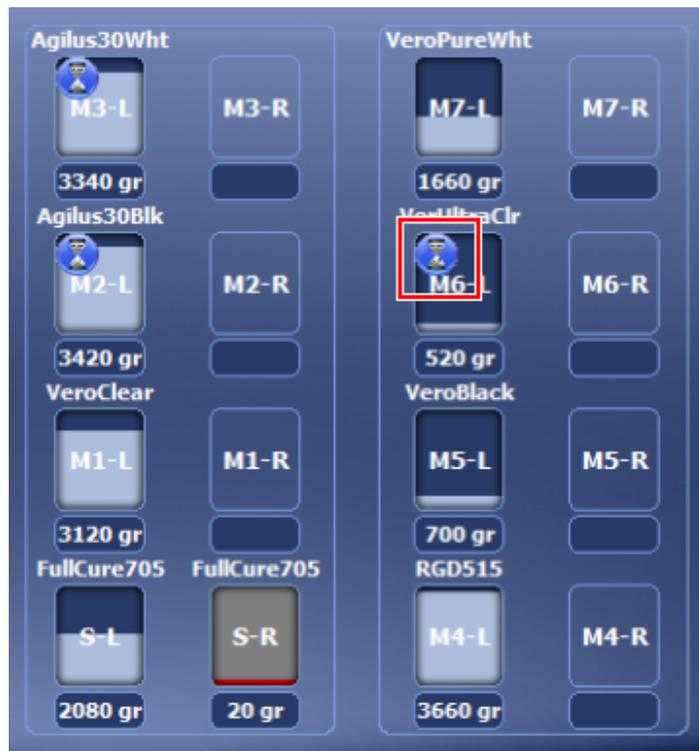 Agilus30Wht VeroPureWht
M3-L M3-R M7-L M7-R
3340 gr 1660 gr
Agilus30Blk VerUltraClr
M2-L M2-R M6-L M6-R
3420 gr 520 gr
VeroClear VeroBlack
M1-L M1-R M5-L M5-R
3120 gr 700 gr
FullCure705 FullCure705 RGD515
S-L S-R M4-L M4-R
2080 gr 20 gr 3660 gr